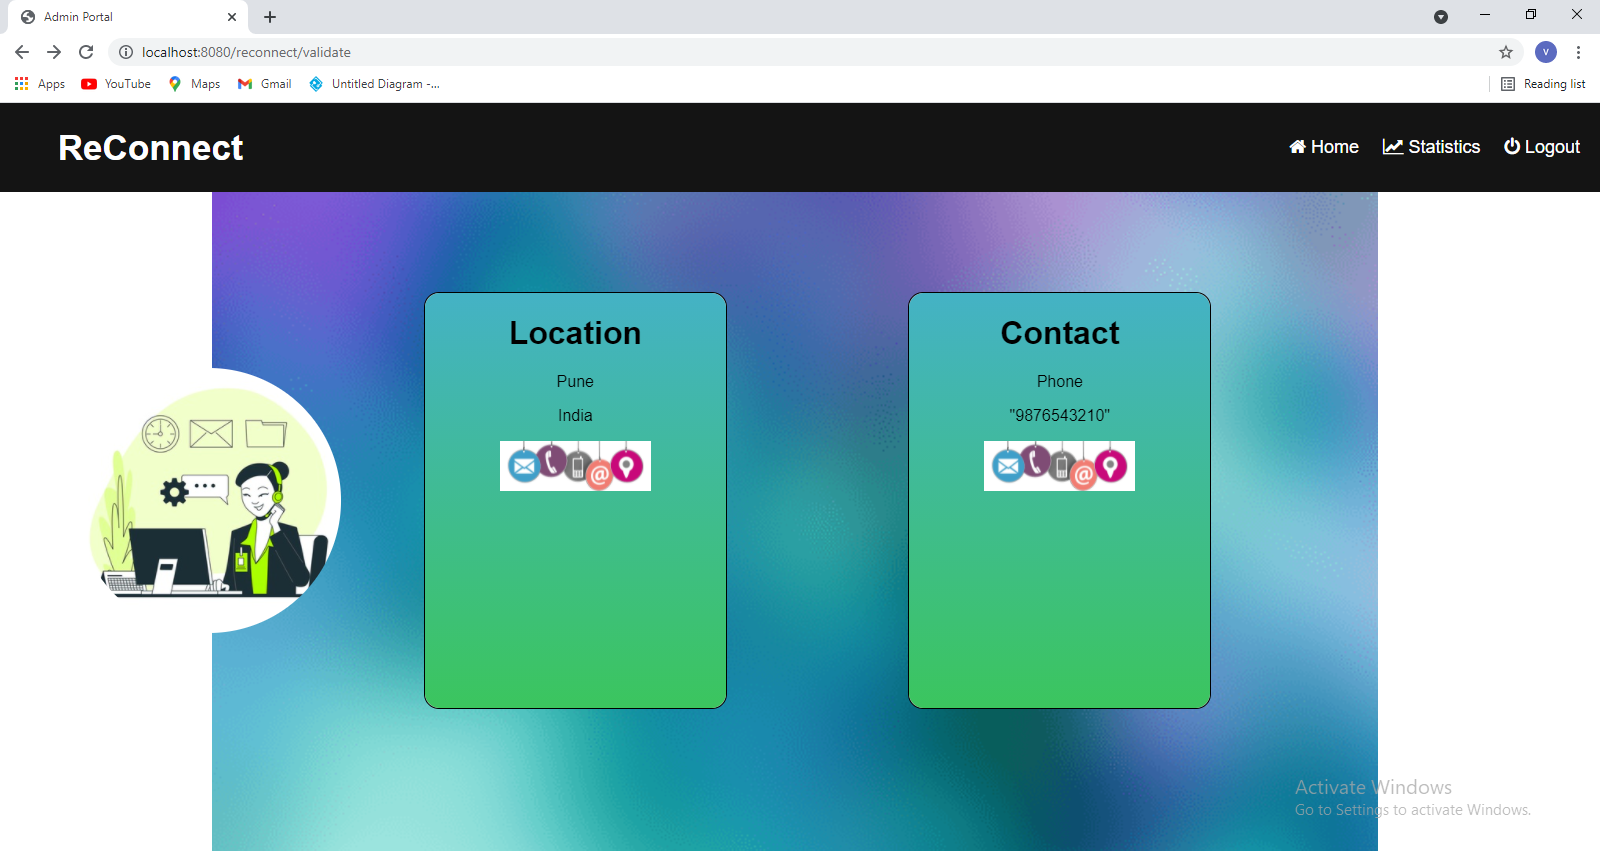 Admin Portal
localhost:8080/reconnect/validate
V
Apps YouTube Maps Gmail Untitled Diagram -... Reading list
ReConnect
Home Statistics Logout
Location
Pune
India
Contact
Phone
"9876543210"
@
@
Activate Windows
Go to Settings to activate Windows.